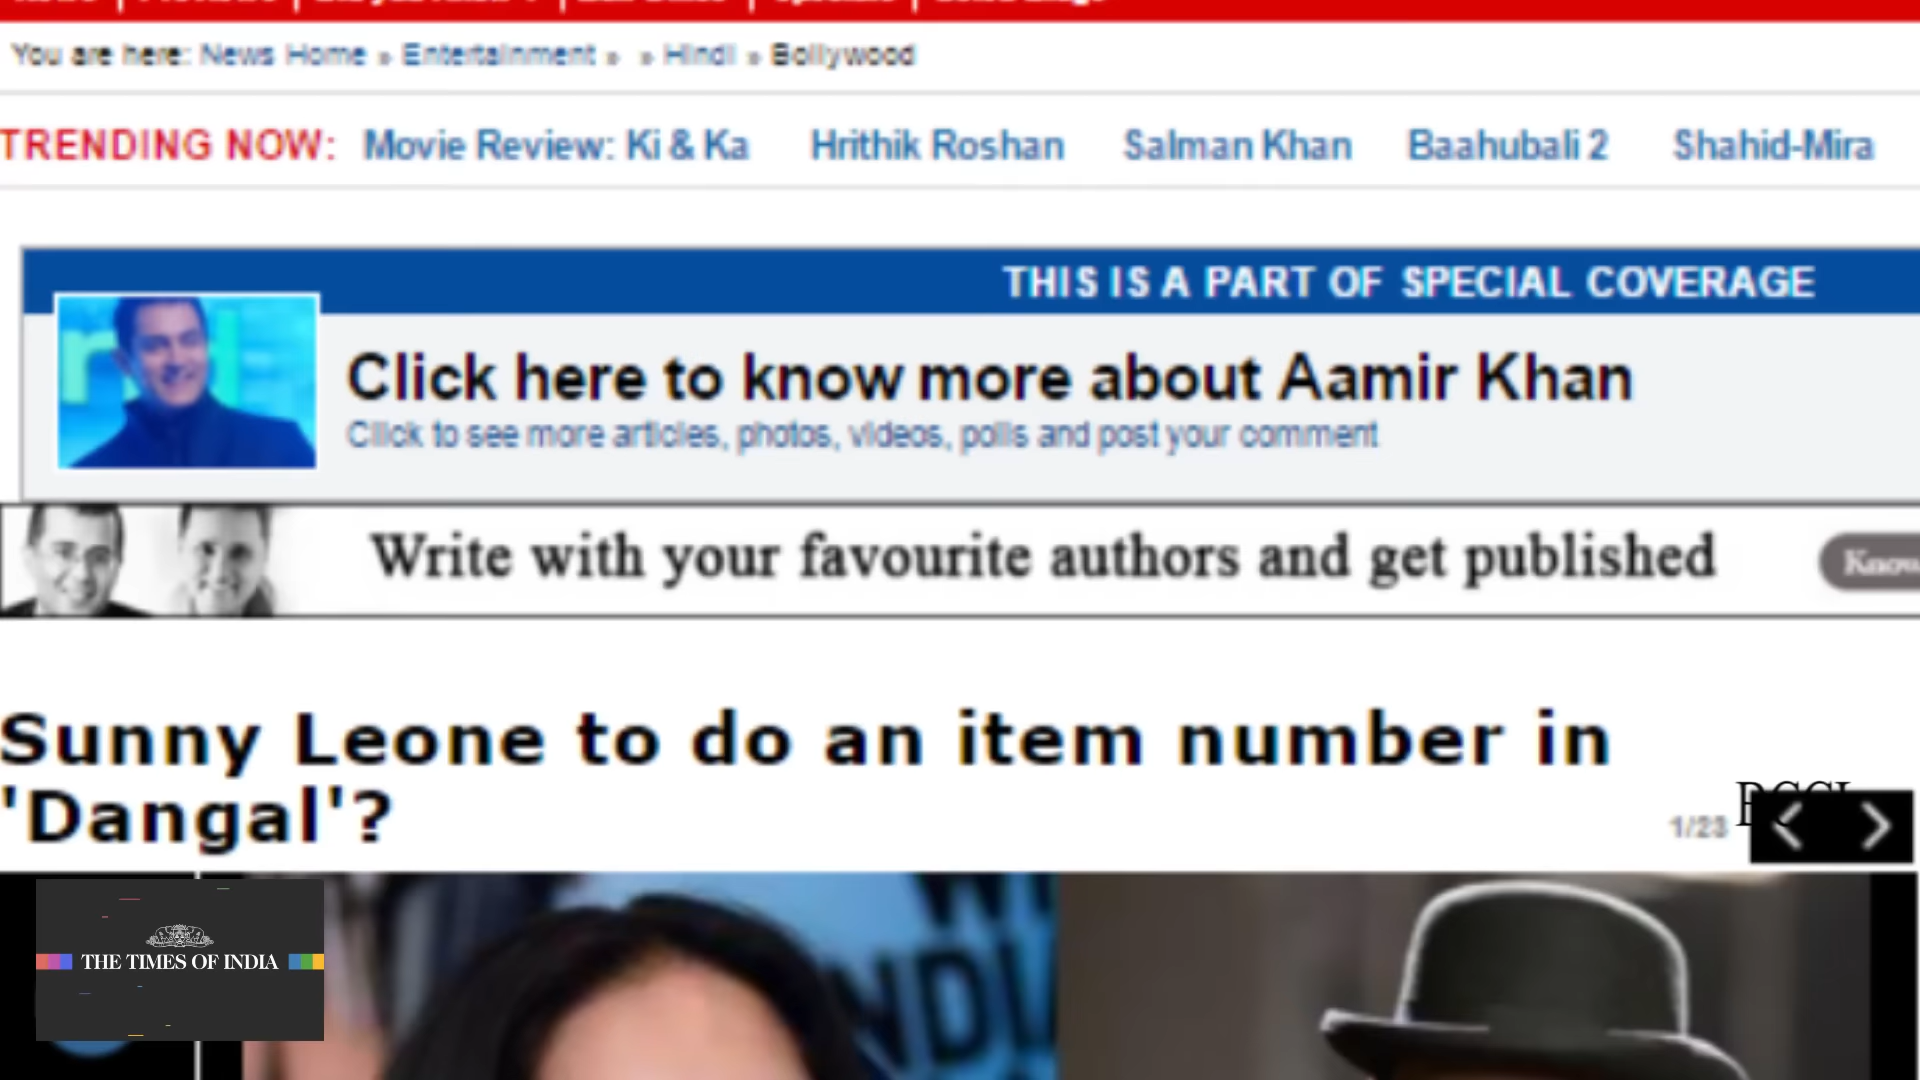 You are here: News Home » Entertainment » » Hindi » Bollywood
TRENDING NOW: Movie Review: Ki & Ka Hrithik Roshan Salman Khan Baahubali 2 Shahid-Mira
THIS IS A PART OF SPECIAL COVERAGE
Click here to know more about Aamir Khan
Click to see more articles, photos, videos, polls and post your comment
Write with your favourite authors and get published
Know
Sunny Leone to do an item number in
'Dangal'?
1/23
THE TIMES OF INDIA